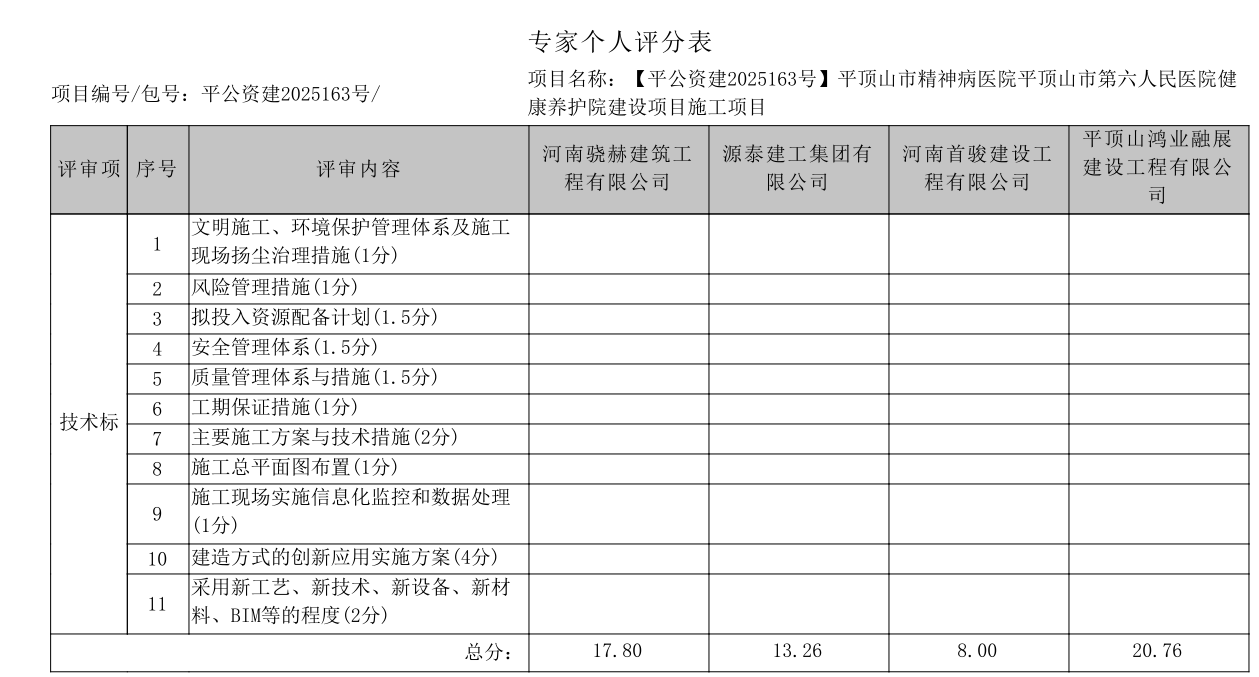 专家个人评分表
项目编号/包号：平公资建2025163号/
项目名称：【平公资建2025163号】平顶山市精神病医院平顶山市第六人民医院健
康养护院建设项目施工项目
评审项 序号 评审内容 河南骁赫建筑工 源泰建工集团有 河南首骏建设工 平顶山鸿业融展
程有限公司 限公司 程有限公司 建设工程有限公
司
技术标
1 文明施工、环境保护管理体系及施工
现场扬尘治理措施(1分)
2 风险管理措施(1分)
3 拟投入资源配备计划(1.5分)
4 安全管理体系(1.5分)
5 质量管理体系与措施(1.5分)
6 工期保证措施(1分)
7 主要施工方案与技术措施(2分)
8 施工总平面图布置(1分)
9 施工现场实施信息化监控和数据处理
(1分)
10 建造方式的创新应用实施方案(4分)
11 采用新工艺、新技术、新设备、新材
料、BIM等的程度(2分)
总分： 17.80 13.26 8.00 20.76